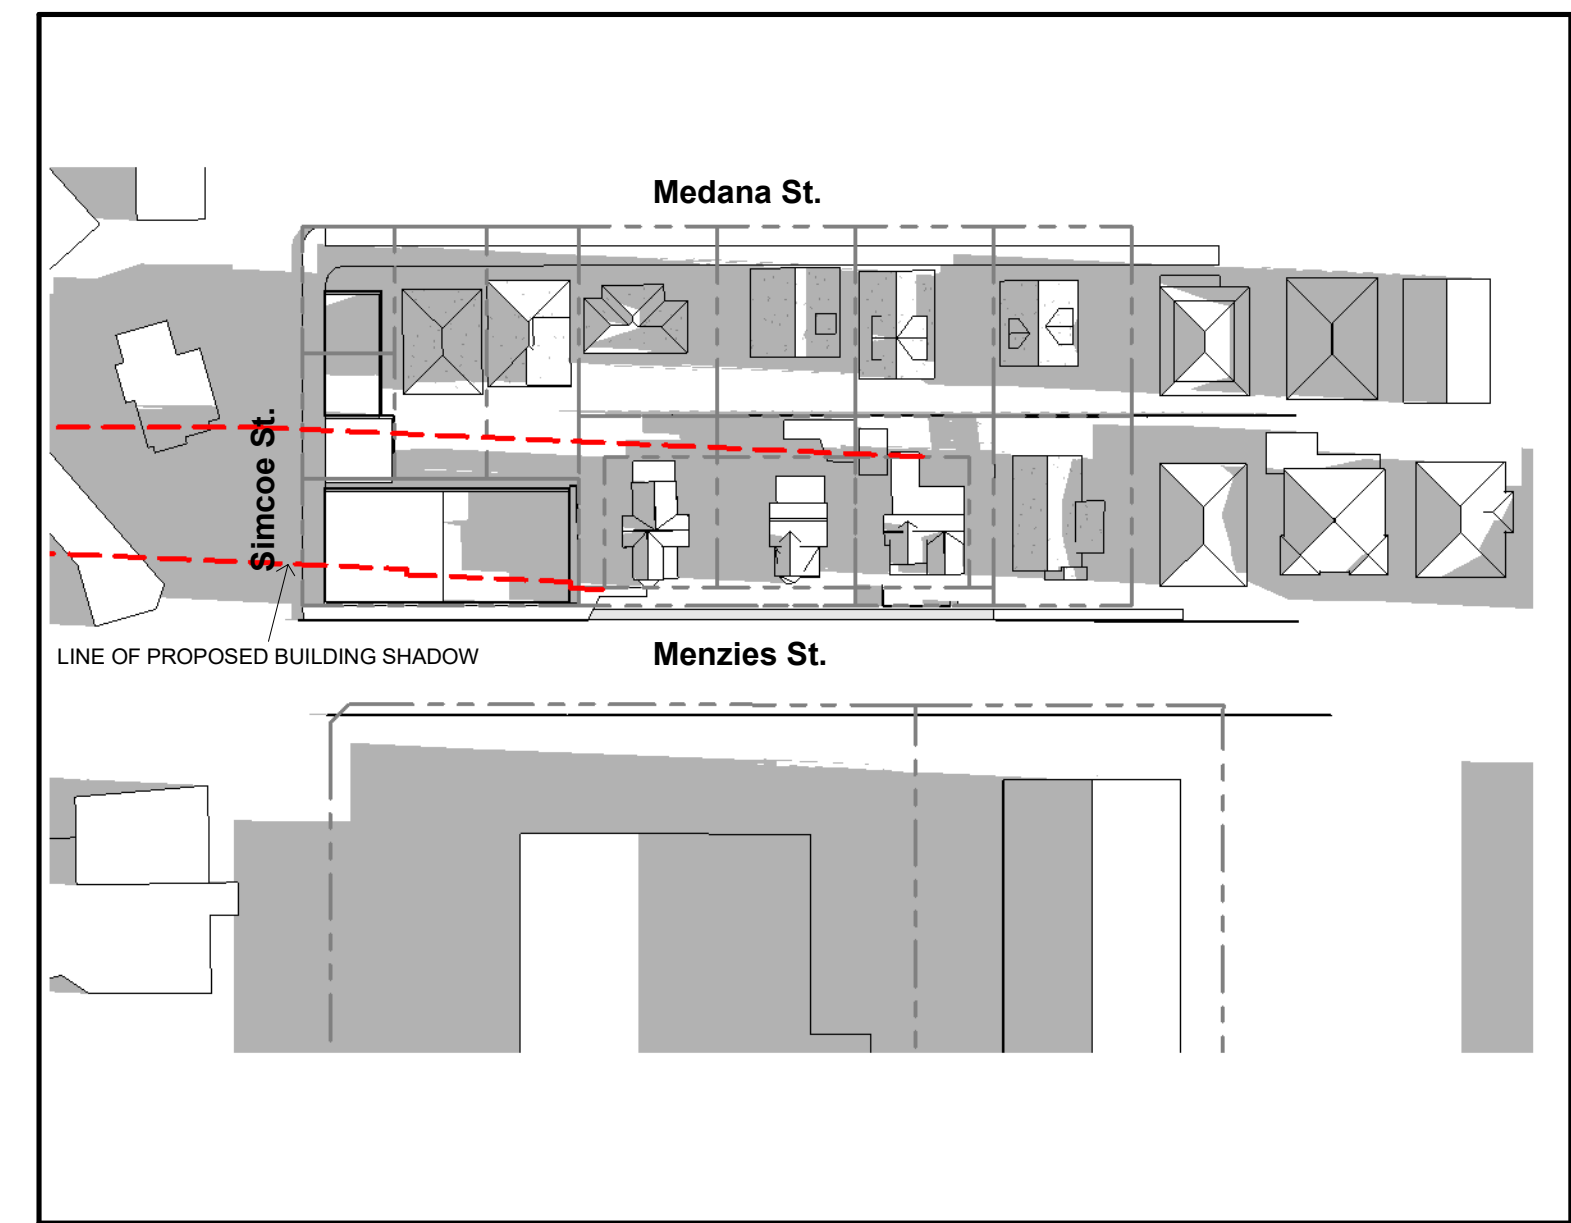 Medana St.
Simcoe St.
LINE OF PROPOSED BUILDING SHADOW
Menzies St.